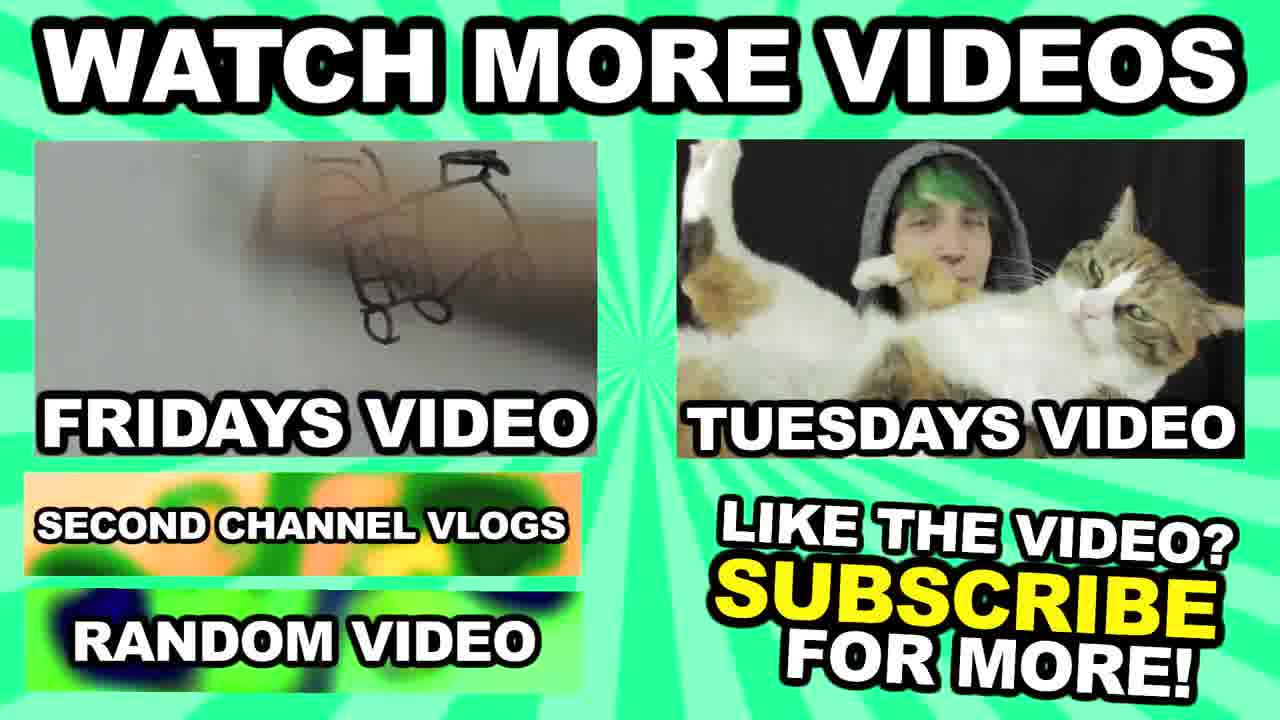 WATCH MORE VIDEOS
FRIDAYS VIDEO
TUESDAYS VIDEO
SECOND CHANNEL VLOGS
RANDOM VIDEO
LIKE THE VIDEO?
SUBSCRIBE
FOR MORE!